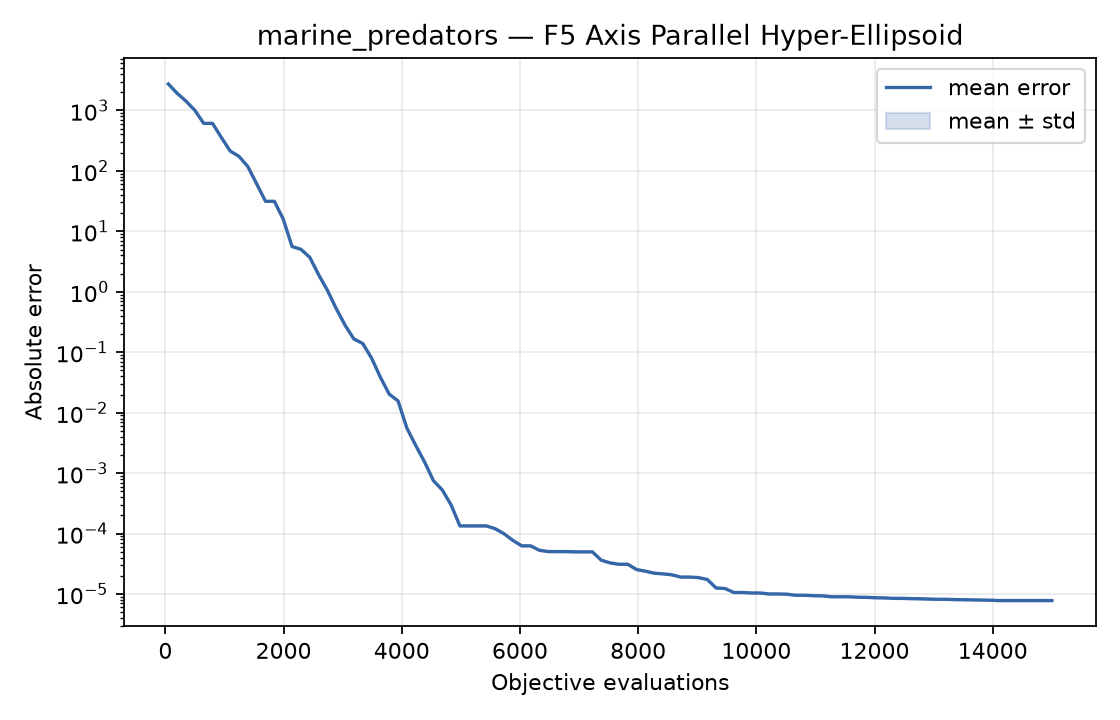 marine_predators — F5 Axis Parallel Hyper-Ellipsoid
mean error
mean ± std
Absolute error
10³
10²
10¹
10⁰
10⁻¹
10⁻²
10⁻³
10⁻⁴
10⁻⁵
0 2000 4000 6000 8000 10000 12000 14000
Objective evaluations